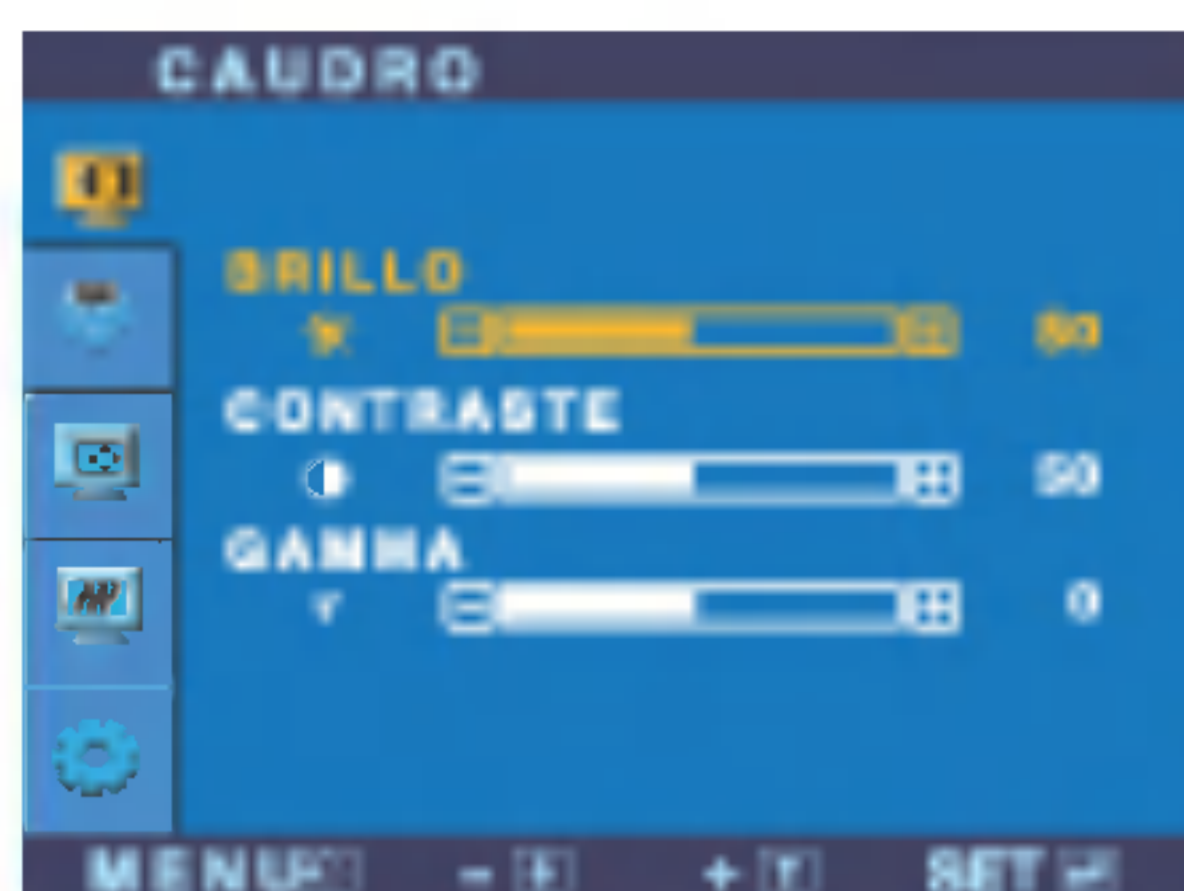 CAUDRO
BRILLO
50
CONTRASTE
50
GAMMA
0
MENU - + SET